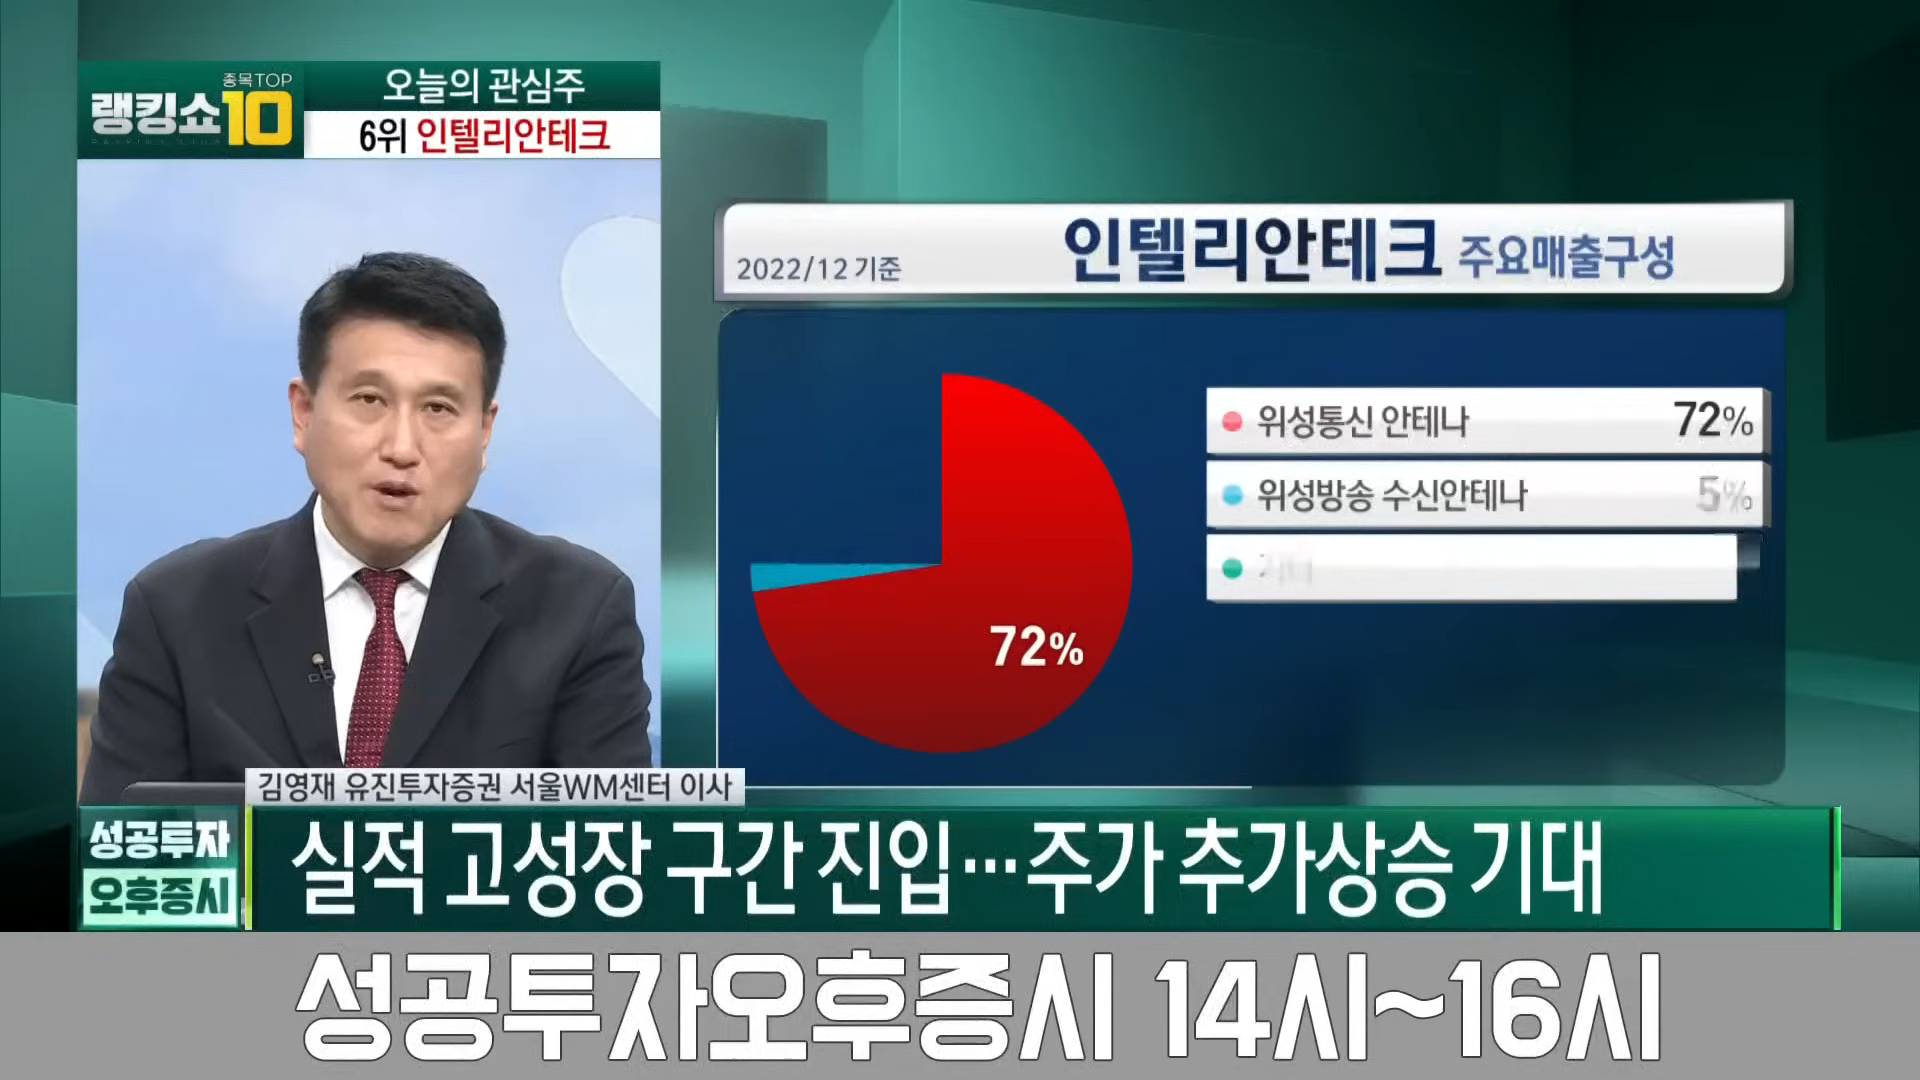 종목TOP
랭킹쇼10
오늘의 관심주
6위 인텔리안테크
2022/12 기준
인텔리안테크 주요매출구성
위성통신 안테나 72%
위성방송 수신안테나 5%
72%
김영재 유진투자증권 서울WM센터 이사
성공투자
오후증시
실적 고성장 구간 진입…주가 추가상승 기대
성공투자오후증시 14시~16시